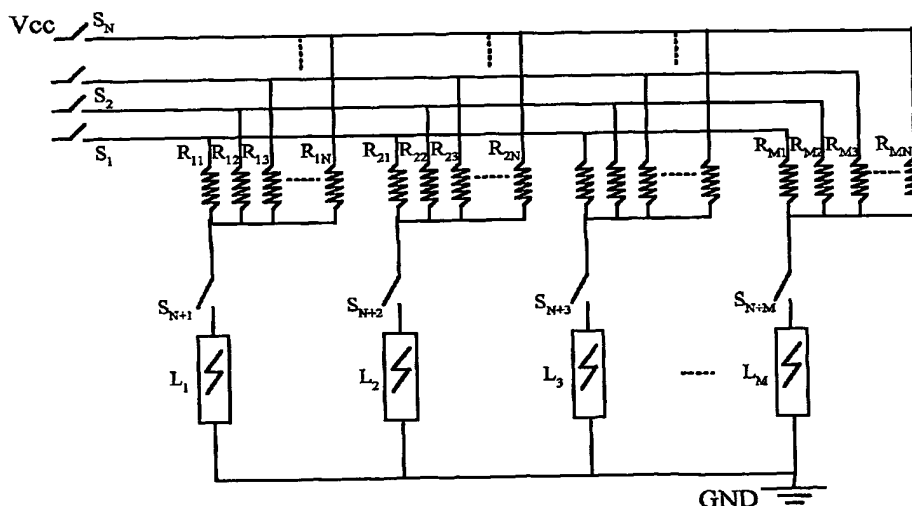 Vcc S_N
S_2
S_1
R_11 R_12 R_13 R_1N R_21 R_22 R_23 R_2N R_M1 R_M2 R_M3 R_MN
S_N+1 S_N+2 S_N+3 S_N+M
L_1 L_2 L_3 L_M
GND